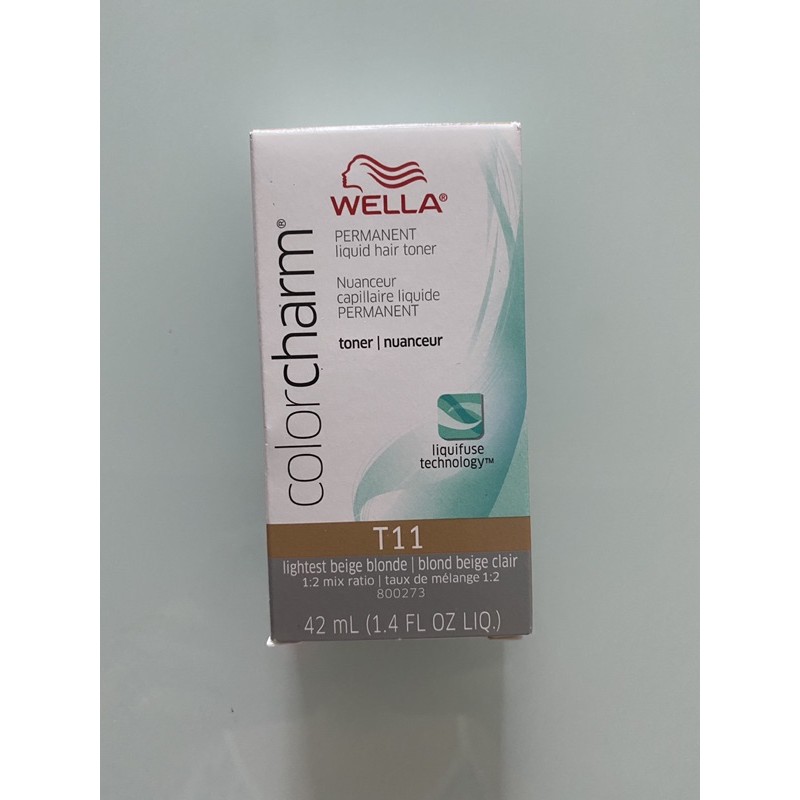 WELLA®
PERMANENT
liquid hair toner
Nuanceur
capillaire liquide
PERMANENT
toner | nuanceur
colorcharm®
liquifuse
technology™
T11
lightest beige blonde | blond beige clair
1:2 mix ratio | taux de mélange 1:2
800273
42 mL (1.4 FL OZ LIQ.)